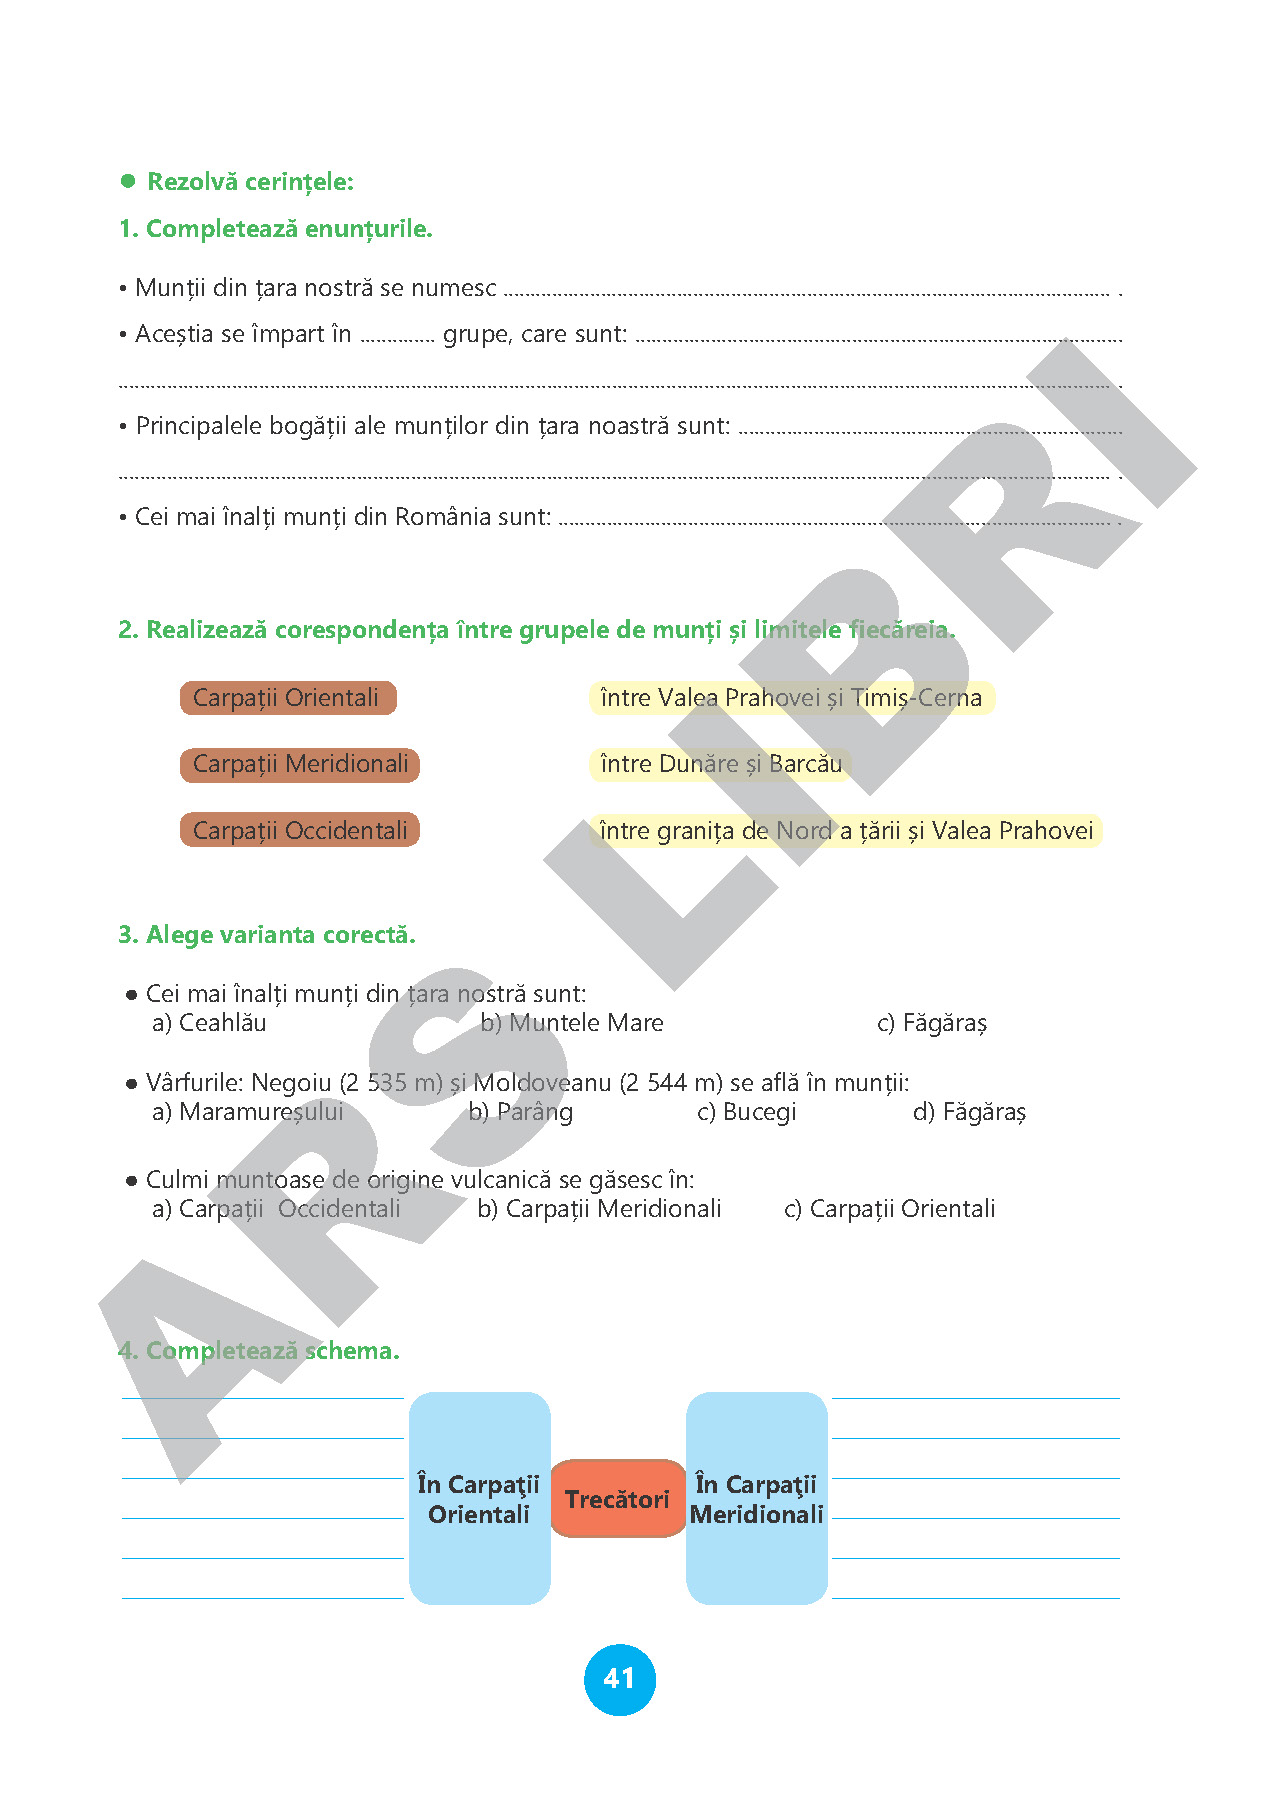 ● Rezolvă cerințele:
1. Completează enunțurile.
• Munții din țara nostră se numesc ................................................................................................................ .
• Aceștia se împart în .............. grupe, care sunt: ..........................................................................................
....................................................................................................................................................................................... .
• Principalele bogății ale munților din țara noastră sunt: .......................................................................
....................................................................................................................................................................................... .
• Cei mai înalți munți din România sunt: ...................................................................................................... .
2. Realizează corespondența între grupele de munți și limitele fiecăreia.
Carpații Orientali între Valea Prahovei și Timiș-Cerna
Carpații Meridionali între Dunăre și Barcău
Carpații Occidentali între granița de Nord a țării și Valea Prahovei
3. Alege varianta corectă.
● Cei mai înalți munți din țara nostră sunt:
a) Ceahlău b) Muntele Mare c) Făgăraș
● Vârfurile: Negoiu (2 535 m) și Moldoveanu (2 544 m) se află în munții:
a) Maramureșului b) Parâng c) Bucegi d) Făgăraș
● Culmi muntoase de origine vulcanică se găsesc în:
a) Carpații Occidentali b) Carpații Meridionali c) Carpații Orientali
4. Completează schema.
În Carpaţii
Orientali
Trecători
În Carpaţii
Meridionali
41
ARS LIBRI